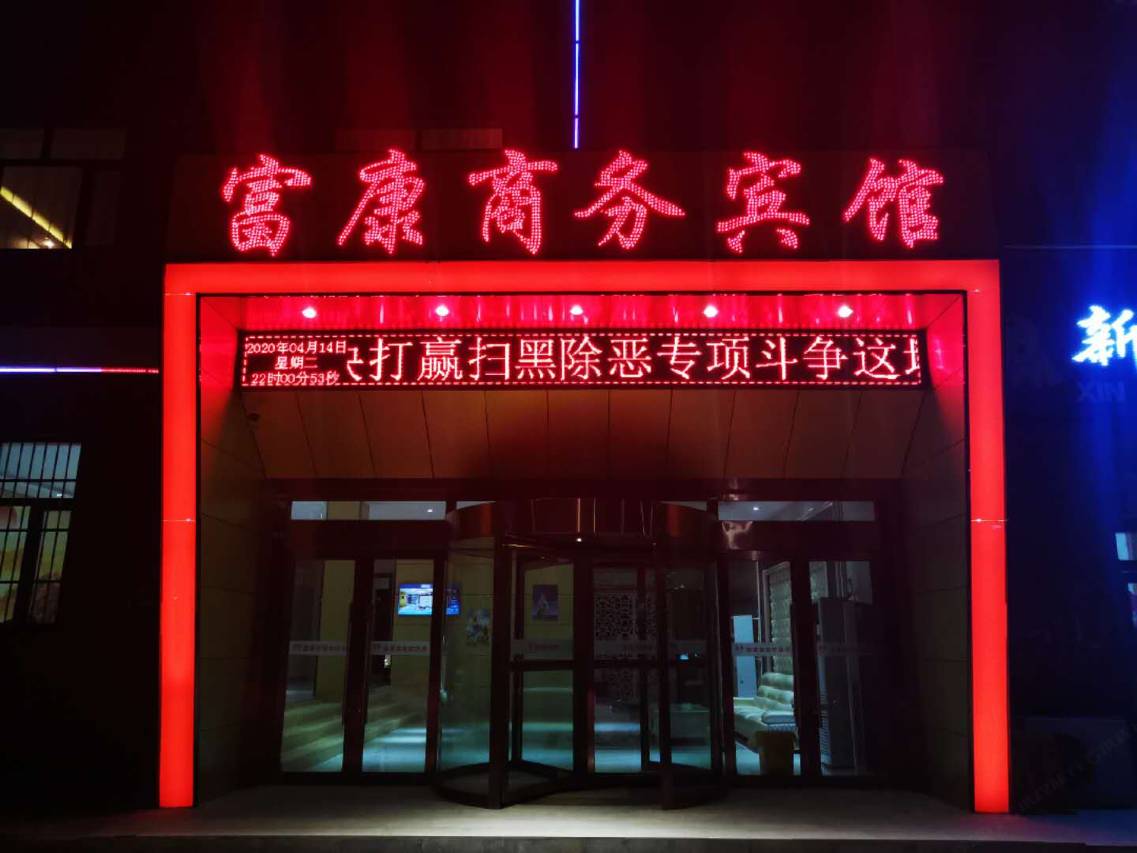 富康商务宾馆
2020年04月14日
星期二
22时00分53秒
打赢扫黑除恶专项斗争这
新
XIN